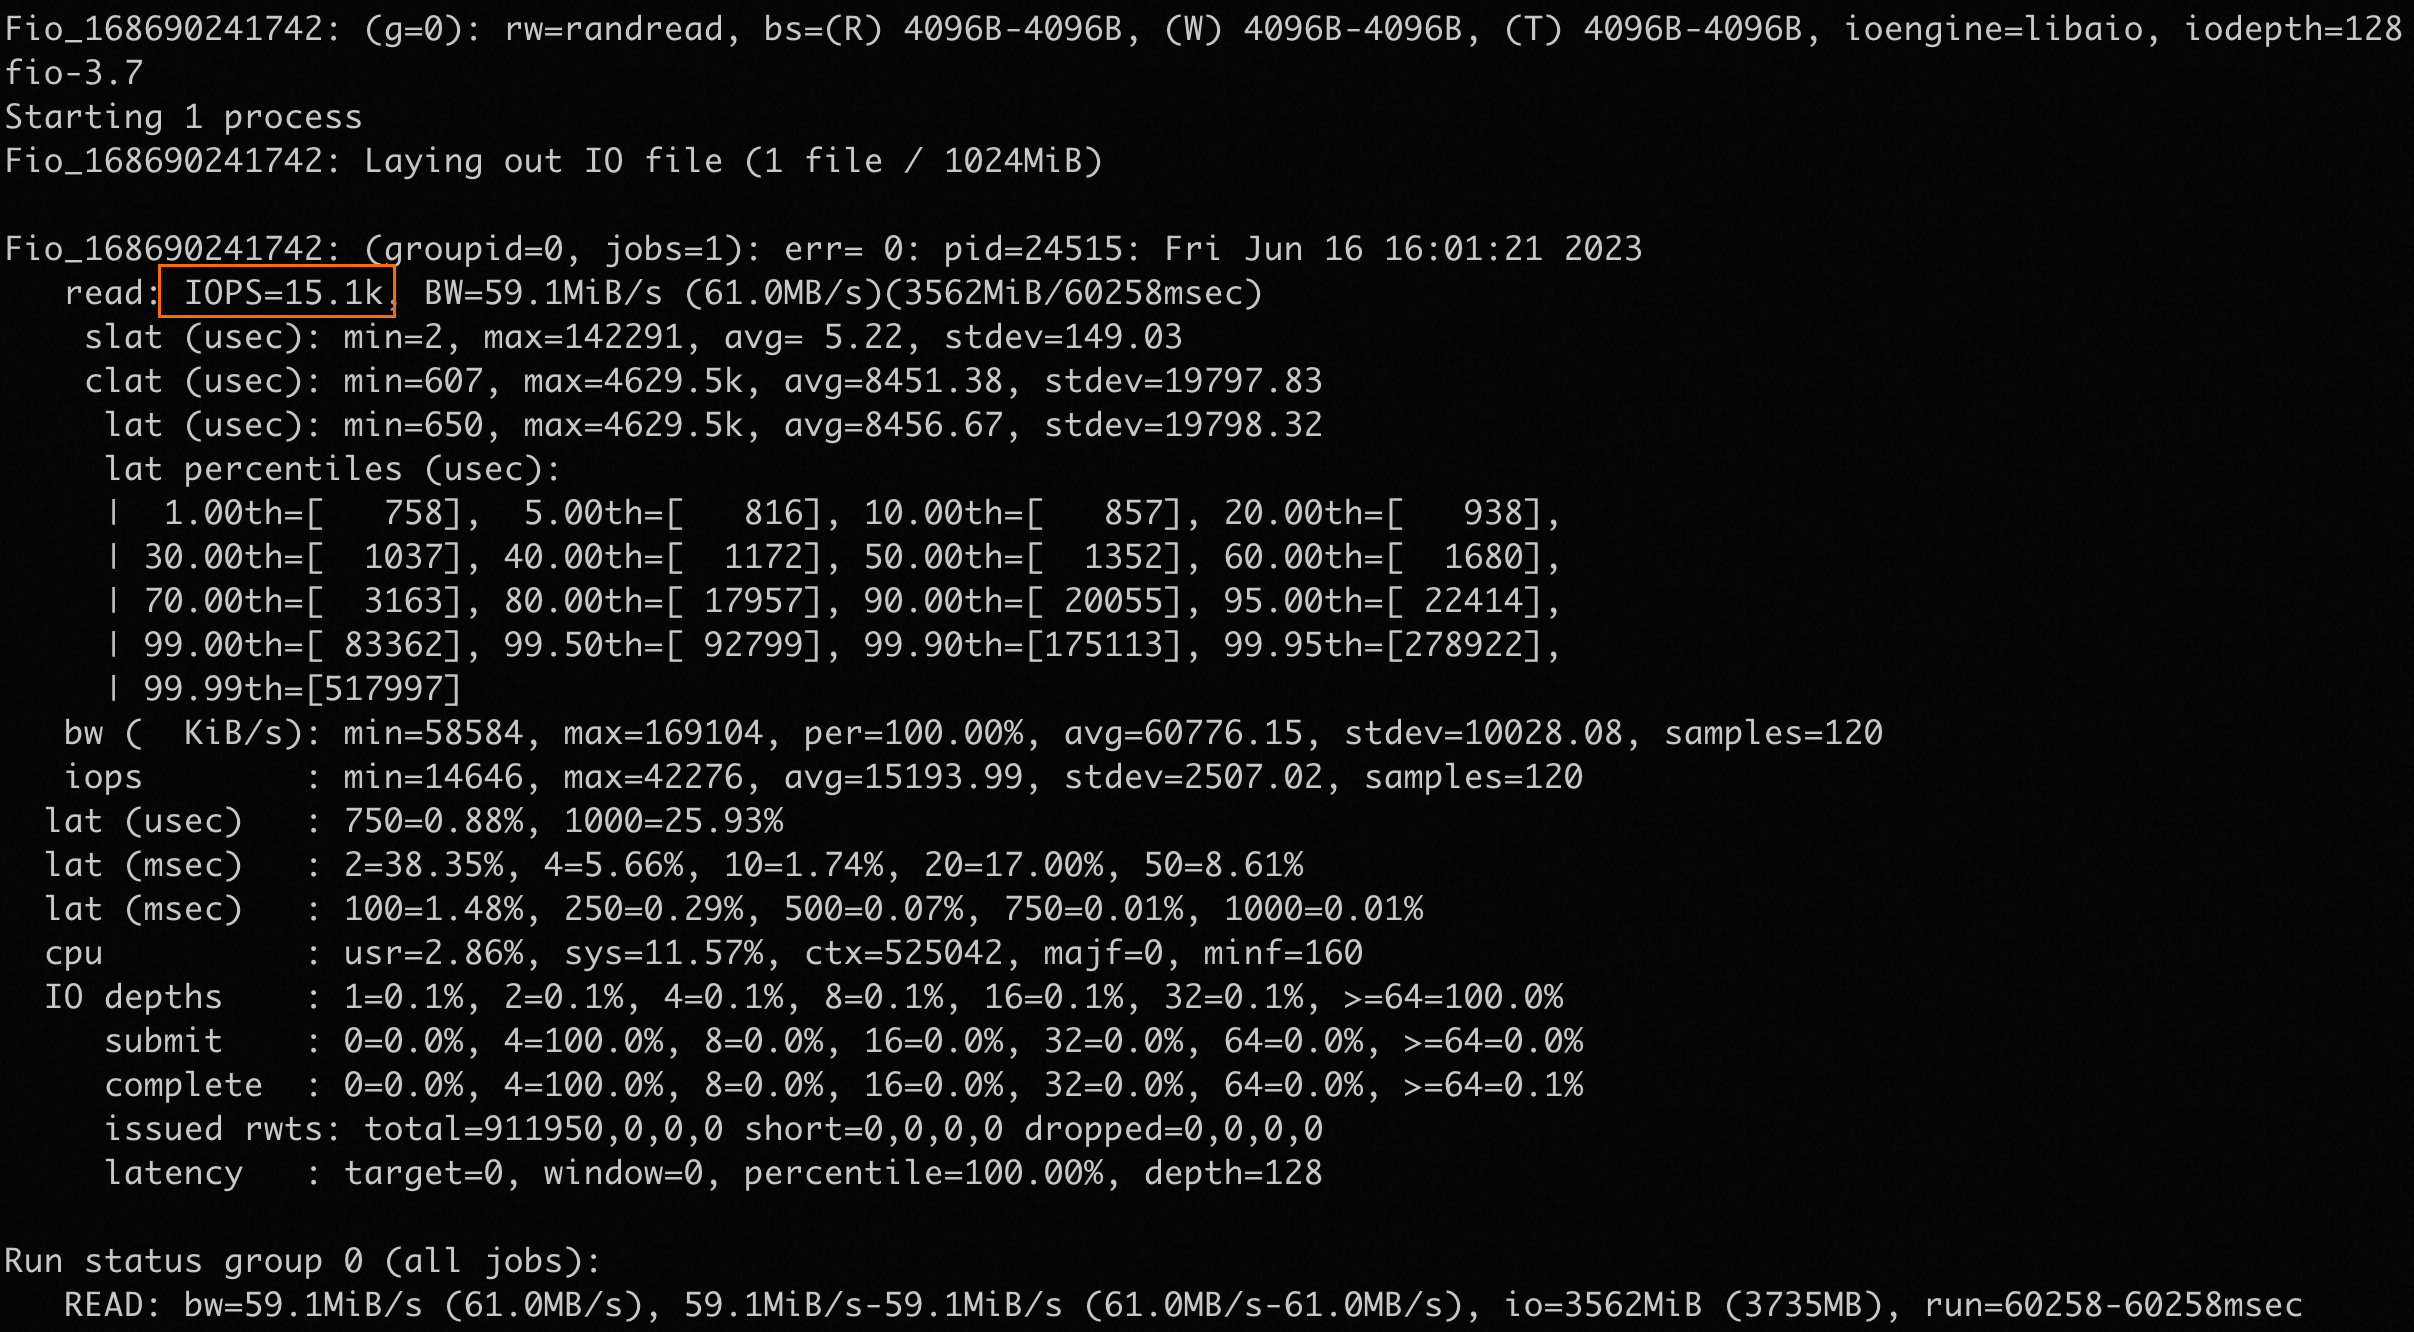 Fio_168690241742: (g=0): rw=randread, bs=(R) 4096B-4096B, (W) 4096B-4096B, (T) 4096B-4096B, ioengine=libaio, iodepth=128
fio-3.7
Starting 1 process
Fio_168690241742: Laying out IO file (1 file / 1024MiB)

Fio_168690241742: (groupid=0, jobs=1): err= 0: pid=24515: Fri Jun 16 16:01:21 2023
   read: IOPS=15.1k, BW=59.1MiB/s (61.0MB/s)(3562MiB/60258msec)
    slat (usec): min=2, max=142291, avg= 5.22, stdev=149.03
    clat (usec): min=607, max=4629.5k, avg=8451.38, stdev=19797.83
     lat (usec): min=650, max=4629.5k, avg=8456.67, stdev=19798.32
     lat percentiles (usec):
     |  1.00th=[   758],  5.00th=[   816], 10.00th=[   857], 20.00th=[   938],
     | 30.00th=[  1037], 40.00th=[  1172], 50.00th=[  1352], 60.00th=[  1680],
     | 70.00th=[  3163], 80.00th=[ 17957], 90.00th=[ 20055], 95.00th=[ 22414],
     | 99.00th=[ 83362], 99.50th=[ 92799], 99.90th=[175113], 99.95th=[278922],
     | 99.99th=[517997]
   bw (  KiB/s): min=58584, max=169104, per=100.00%, avg=60776.15, stdev=10028.08, samples=120
   iops        : min=14646, max=42276, avg=15193.99, stdev=2507.02, samples=120
  lat (usec)   : 750=0.88%, 1000=25.93%
  lat (msec)   : 2=38.35%, 4=5.66%, 10=1.74%, 20=17.00%, 50=8.61%
  lat (msec)   : 100=1.48%, 250=0.29%, 500=0.07%, 750=0.01%, 1000=0.01%
  cpu          : usr=2.86%, sys=11.57%, ctx=525042, majf=0, minf=160
  IO depths    : 1=0.1%, 2=0.1%, 4=0.1%, 8=0.1%, 16=0.1%, 32=0.1%, >=64=100.0%
     submit    : 0=0.0%, 4=100.0%, 8=0.0%, 16=0.0%, 32=0.0%, 64=0.0%, >=64=0.0%
     complete  : 0=0.0%, 4=100.0%, 8=0.0%, 16=0.0%, 32=0.0%, 64=0.0%, >=64=0.1%
     issued rwts: total=911950,0,0,0 short=0,0,0,0 dropped=0,0,0,0
     latency   : target=0, window=0, percentile=100.00%, depth=128

Run status group 0 (all jobs):
   READ: bw=59.1MiB/s (61.0MB/s), 59.1MiB/s-59.1MiB/s (61.0MB/s-61.0MB/s), io=3562MiB (3735MB), run=60258-60258msec